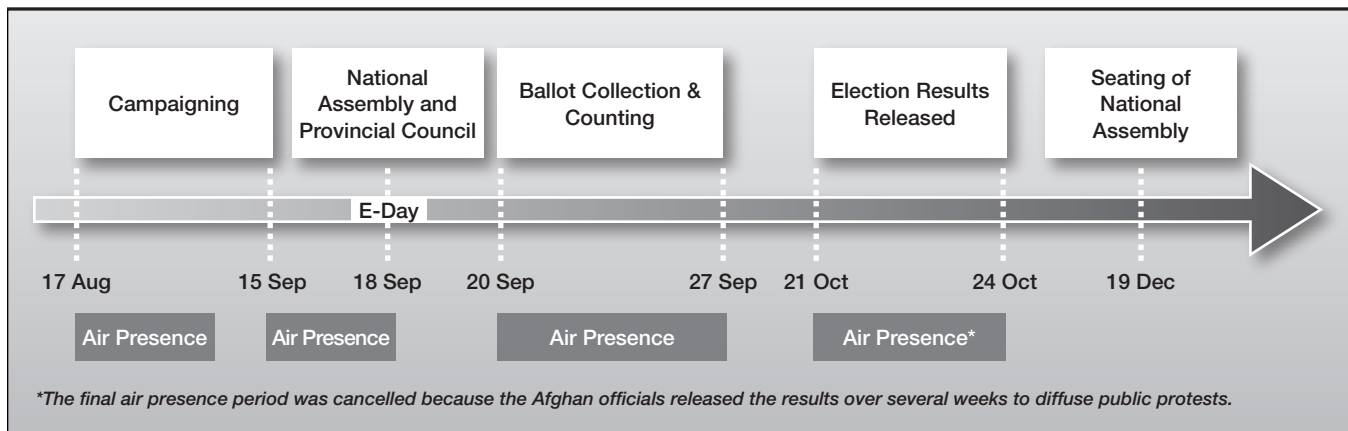 Campaigning
National
Assembly and
Provincial Council
Ballot Collection &
Counting
Election Results
Released
Seating of
National
Assembly
E-Day
17 Aug
15 Sep
18 Sep
20 Sep
27 Sep
21 Oct
24 Oct
19 Dec
Air Presence
Air Presence
Air Presence
Air Presence*
*The final air presence period was cancelled because the Afghan officials released the results over several weeks to diffuse public protests.